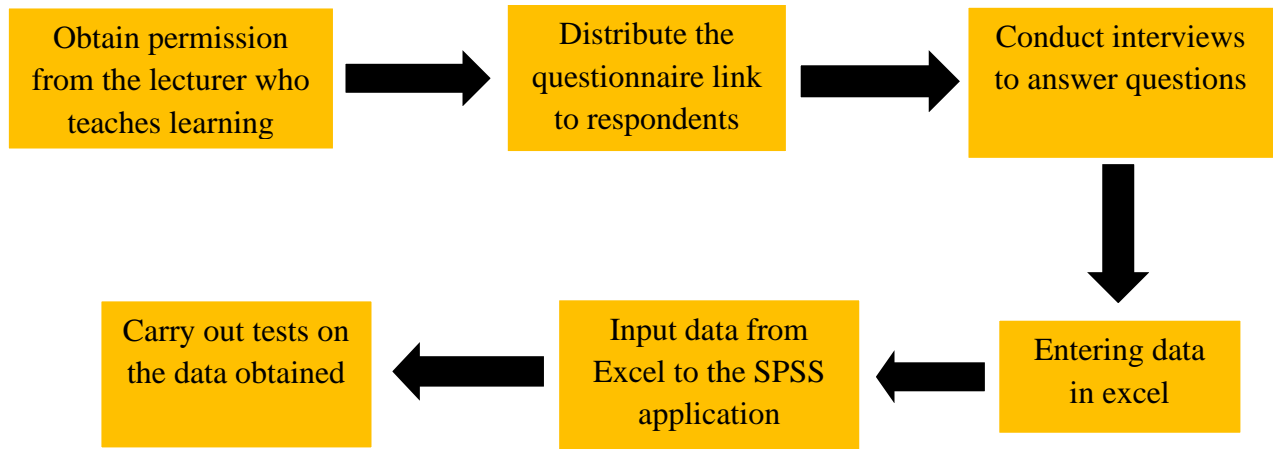 Obtain permission
from the lecturer who
teaches learning
Distribute the
questionnaire link
to respondents
Conduct interviews
to answer questions
Entering data
in excel
Input data from
Excel to the SPSS
application
Carry out tests on
the data obtained